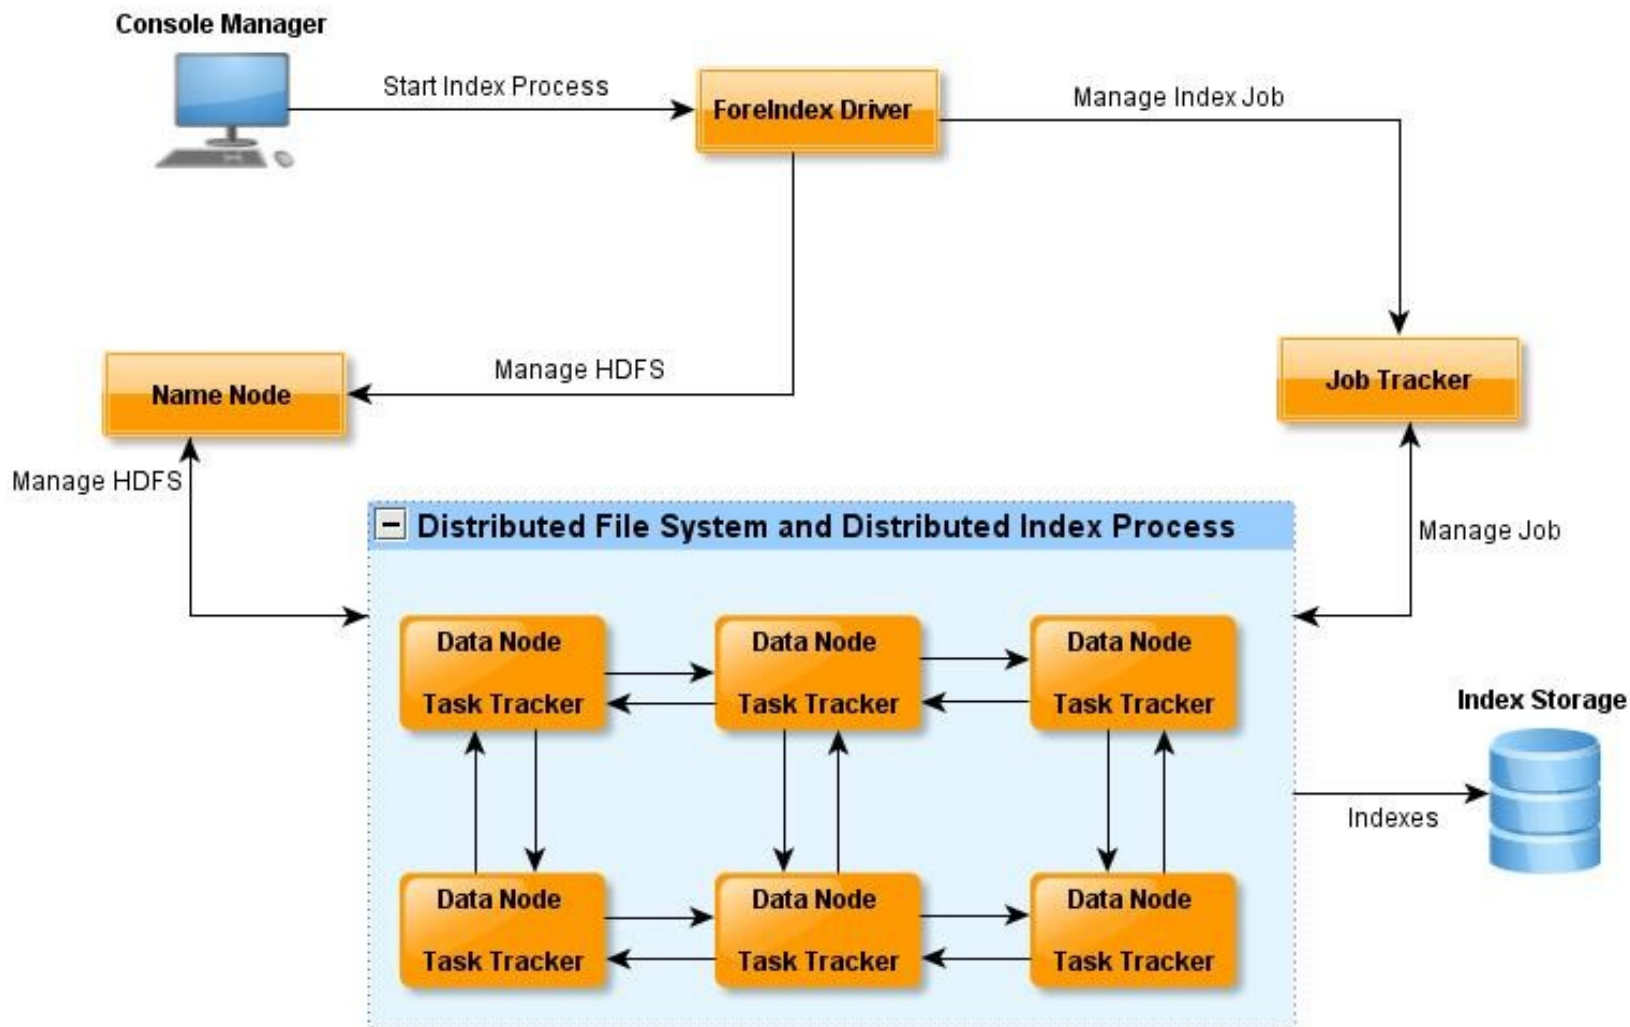 Console Manager
Start Index Process
ForeIndex Driver
Manage Index Job
Manage HDFS
Name Node
Job Tracker
Manage HDFS
Distributed File System and Distributed Index Process
Manage Job
Data Node
Task Tracker
Data Node
Task Tracker
Data Node
Task Tracker
Index Storage
Indexes
Data Node
Task Tracker
Data Node
Task Tracker
Data Node
Task Tracker